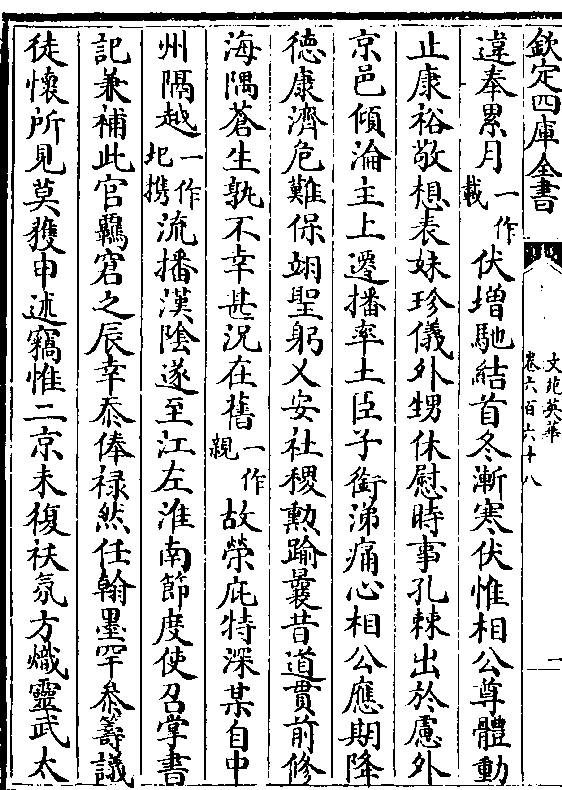 欽定四庫全書
文苑英華
卷六百六十八
一
違奉累月一作載伏增馳結首冬漸寒伏惟相公尊體動
止康裕敬想表妹珍儀外甥休慰時事孔棘出於慮外
京邑傾淪主上遷播率土臣子銜涕痛心相公應期降
德康濟危難保翊聖躬乂安社稷勲踰曩昔道貫前修
海隅蒼生孰不幸甚況在舊一作親故榮庇特深某自中
州隅越一作圯携流播漢陰遂至江左淮南節度使召掌書
記兼補此官羈窘之辰幸忝俸禄然任翰墨罕叅籌議
徒懷所見莫獲申述竊惟二京未復祅氛方熾靈武太